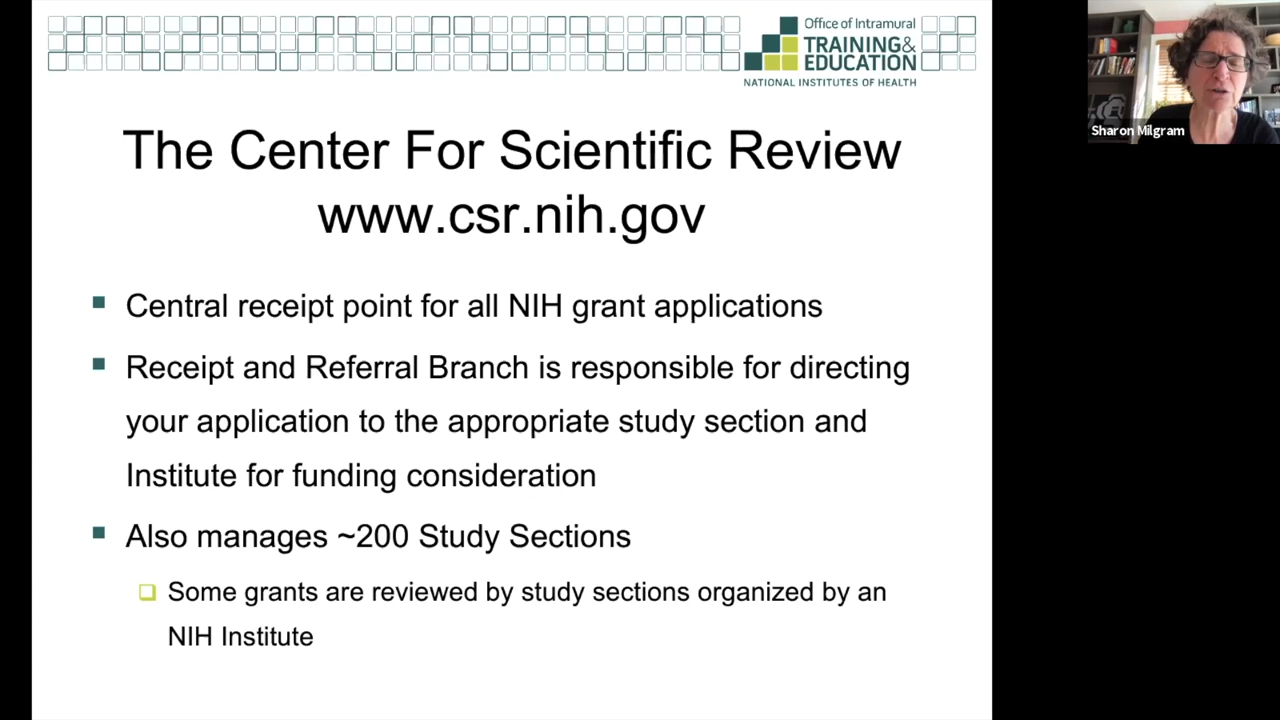 Office of Intramural
TRAINING&
EDUCATION
NATIONAL INSTITUTES OF HEALTH
Sharon Milgram
The Center For Scientific Review
www.csr.nih.gov
Central receipt point for all NIH grant applications
Receipt and Referral Branch is responsible for directing
your application to the appropriate study section and
Institute for funding consideration
Also manages ~200 Study Sections
Some grants are reviewed by study sections organized by an
NIH Institute